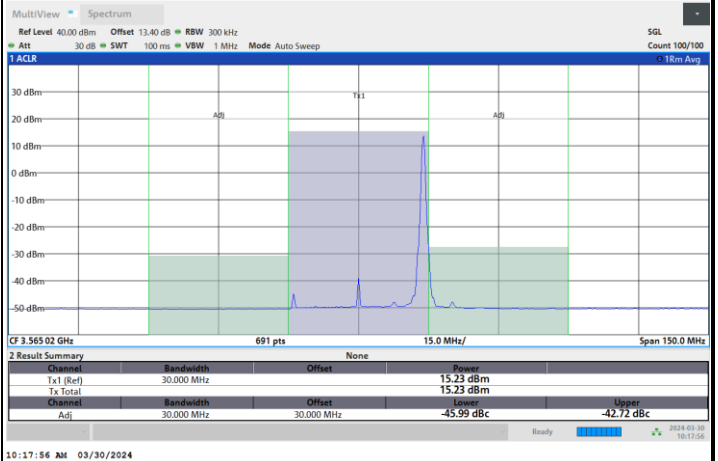 MultiView Spectrum
Ref Level 40.00 dBm Offset 13.40 dB RBW 300 kHz SGL
Att 30 dB SWT 100 ms VBW 1 MHz Mode Auto Sweep Count 100/100
1 ACLR 1Rm Avg
30 dBm
Tx1
20 dBm Adj Adj
10 dBm
0 dBm
-10 dBm
-20 dBm
-30 dBm
-40 dBm
-50 dBm
CF 3.565 02 GHz 691 pts 15.0 MHz/ Span 150.0 MHz
2 Result Summary None
Channel Bandwidth Offset Power
Tx1 (Ref) 30.000 MHz 15.23 dBm
Tx Total 15.23 dBm
Channel Bandwidth Offset Lower Upper
Adj 30.000 MHz 30.000 MHz -45.99 dBc -42.72 dBc
Ready 2024-03-30
10:17:56
10:17:56 AM 03/30/2024